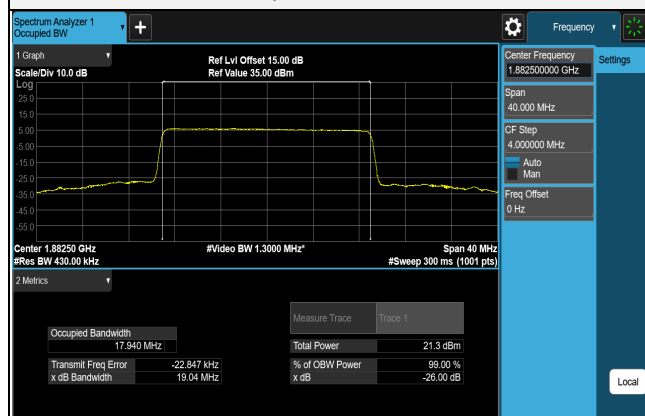 Spectrum Analyzer 1
Occupied BW
+
Frequency
1 Graph
Scale/Div 10.0 dB
Ref Lvl Offset 15.00 dB
Ref Value 35.00 dBm
Log
25.0
15.0
5.00
-5.00
-15.0
-25.0
-35.0
-45.0
-55.0
Center 1.88250 GHz
#Video BW 1.3000 MHz*
Span 40 MHz
#Res BW 430.00 kHz
#Sweep 300 ms (1001 pts)
Center Frequency
1.882500000 GHz
Settings
Span
40.000 MHz
CF Step
4.000000 MHz
Auto
Man
Freq Offset
0 Hz
2 Metrics
Measure Trace
Trace 1
Occupied Bandwidth
17.940 MHz
Total Power
21.3 dBm
Transmit Freq Error
-22.847 kHz
% of OBW Power
99.00 %
x dB Bandwidth
19.04 MHz
x dB
-26.00 dB
Local